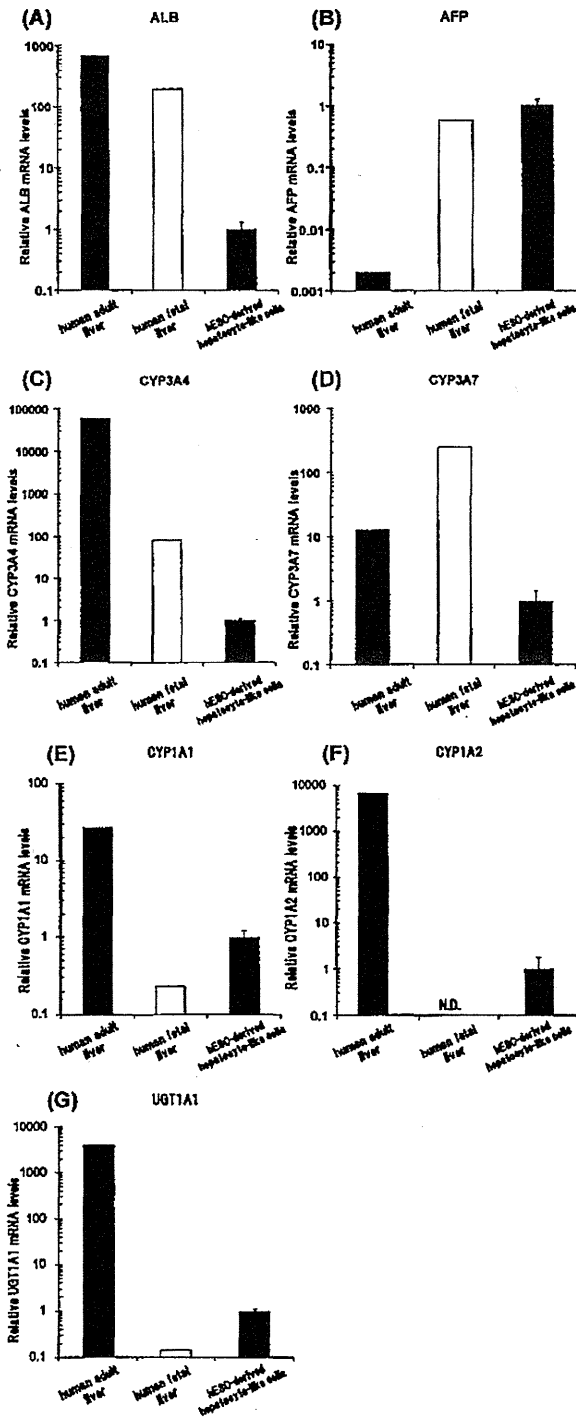 (A) ALB
Relative ALB mRNA levels
1000
100
10
1
0.1
human adult liver
human fetal liver
hESC-derived hepatocyte-like cells
(B) AFP
Relative AFP mRNA levels
10
1
0.1
0.01
0.001
human adult liver
human fetal liver
hESC-derived hepatocyte-like cells
(C) CYP3A4
Relative CYP3A4 mRNA levels
100000
10000
1000
100
10
1
0.1
human adult liver
human fetal liver
hESC-derived hepatocyte-like cells
(D) CYP3A7
Relative CYP3A7 mRNA levels
1000
100
10
1
0.1
human adult liver
human fetal liver
hESC-derived hepatocyte-like cells
(E) CYP1A1
Relative CYP1A1 mRNA levels
100
10
1
0.1
human adult liver
human fetal liver
hESC-derived hepatocyte-like cells
(F) CYP1A2
Relative CYP1A2 mRNA levels
10000
1000
100
10
1
0.1
N.D.
human adult liver
human fetal liver
hESC-derived hepatocyte-like cells
(G) UGT1A1
Relative UGT1A1 mRNA levels
10000
1000
100
10
1
0.1
human adult liver
human fetal liver
hESC-derived hepatocyte-like cells